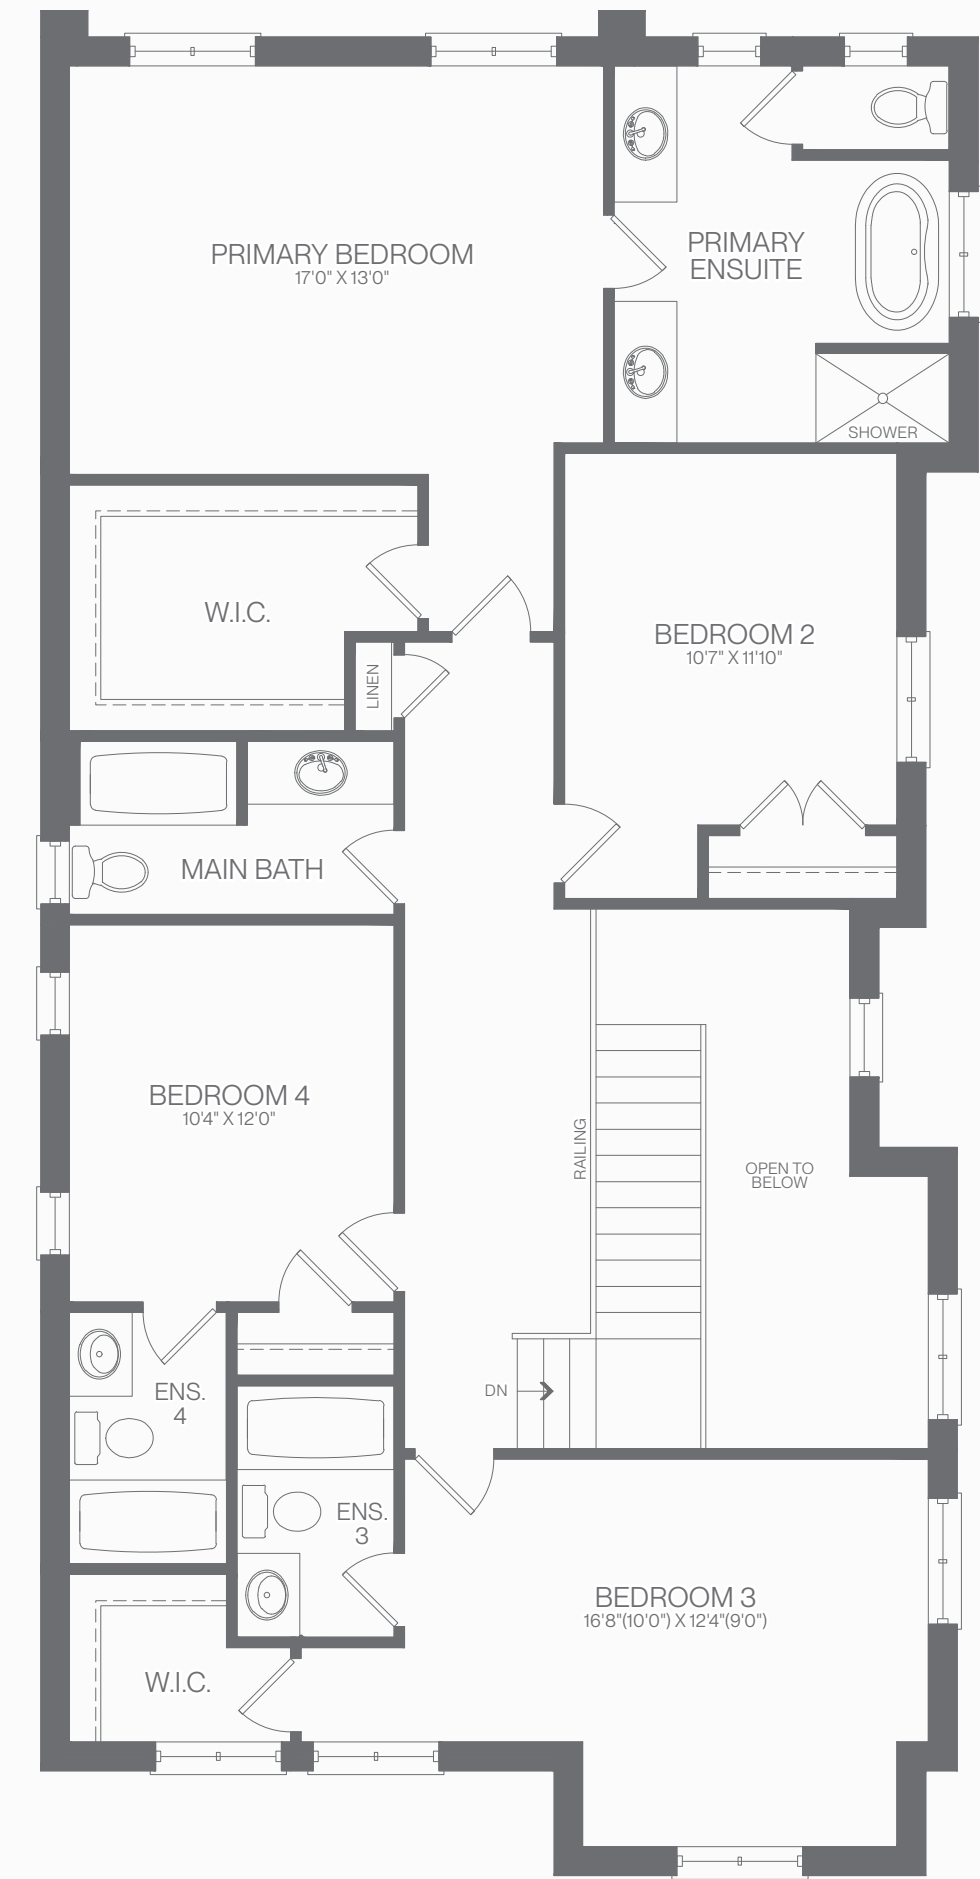 PRIMARY BEDROOM
17'0" X 13'0"
PRIMARY
ENSUITE
SHOWER
W.I.C.
LINEN
BEDROOM 2
10'7" X 11'10"
MAIN BATH
BEDROOM 4
10'4" X 12'0"
RAILING
OPEN TO
BELOW
DN
ENS.
4
ENS.
3
BEDROOM 3
16'8"(10'0") X 12'4"(9'0")
W.I.C.